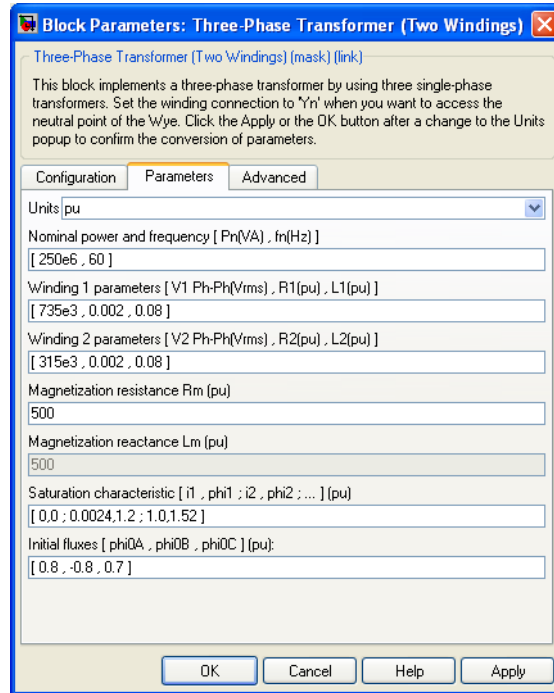 Block Parameters: Three-Phase Transformer (Two Windings)
Three-Phase Transformer (Two Windings) (mask) (link)
This block implements a three-phase transformer by using three single-phase
transformers. Set the winding connection to 'Yn' when you want to access the
neutral point of the Wye. Click the Apply or the OK button after a change to the Units
popup to confirm the conversion of parameters.
Configuration Parameters Advanced
Units pu
Nominal power and frequency [ Pn(VA) , fn(Hz) ]
[ 250e6 , 60 ]
Winding 1 parameters [ V1 Ph-Ph(Vrms) , R1(pu) , L1(pu) ]
[ 735e3 , 0.002 , 0.08 ]
Winding 2 parameters [ V2 Ph-Ph(Vrms) , R2(pu) , L2(pu) ]
[ 315e3 , 0.002 , 0.08 ]
Magnetization resistance Rm (pu)
500
Magnetization reactance Lm (pu)
500
Saturation characteristic [ i1 , phi1 ; i2 , phi2 ; ... ] (pu)
[ 0,0 ; 0.0024,1.2 ; 1.0,1.52 ]
Initial fluxes [ phi0A , phi0B , phi0C ] (pu):
[ 0.8 , -0.8 , 0.7 ]
OK Cancel Help Apply